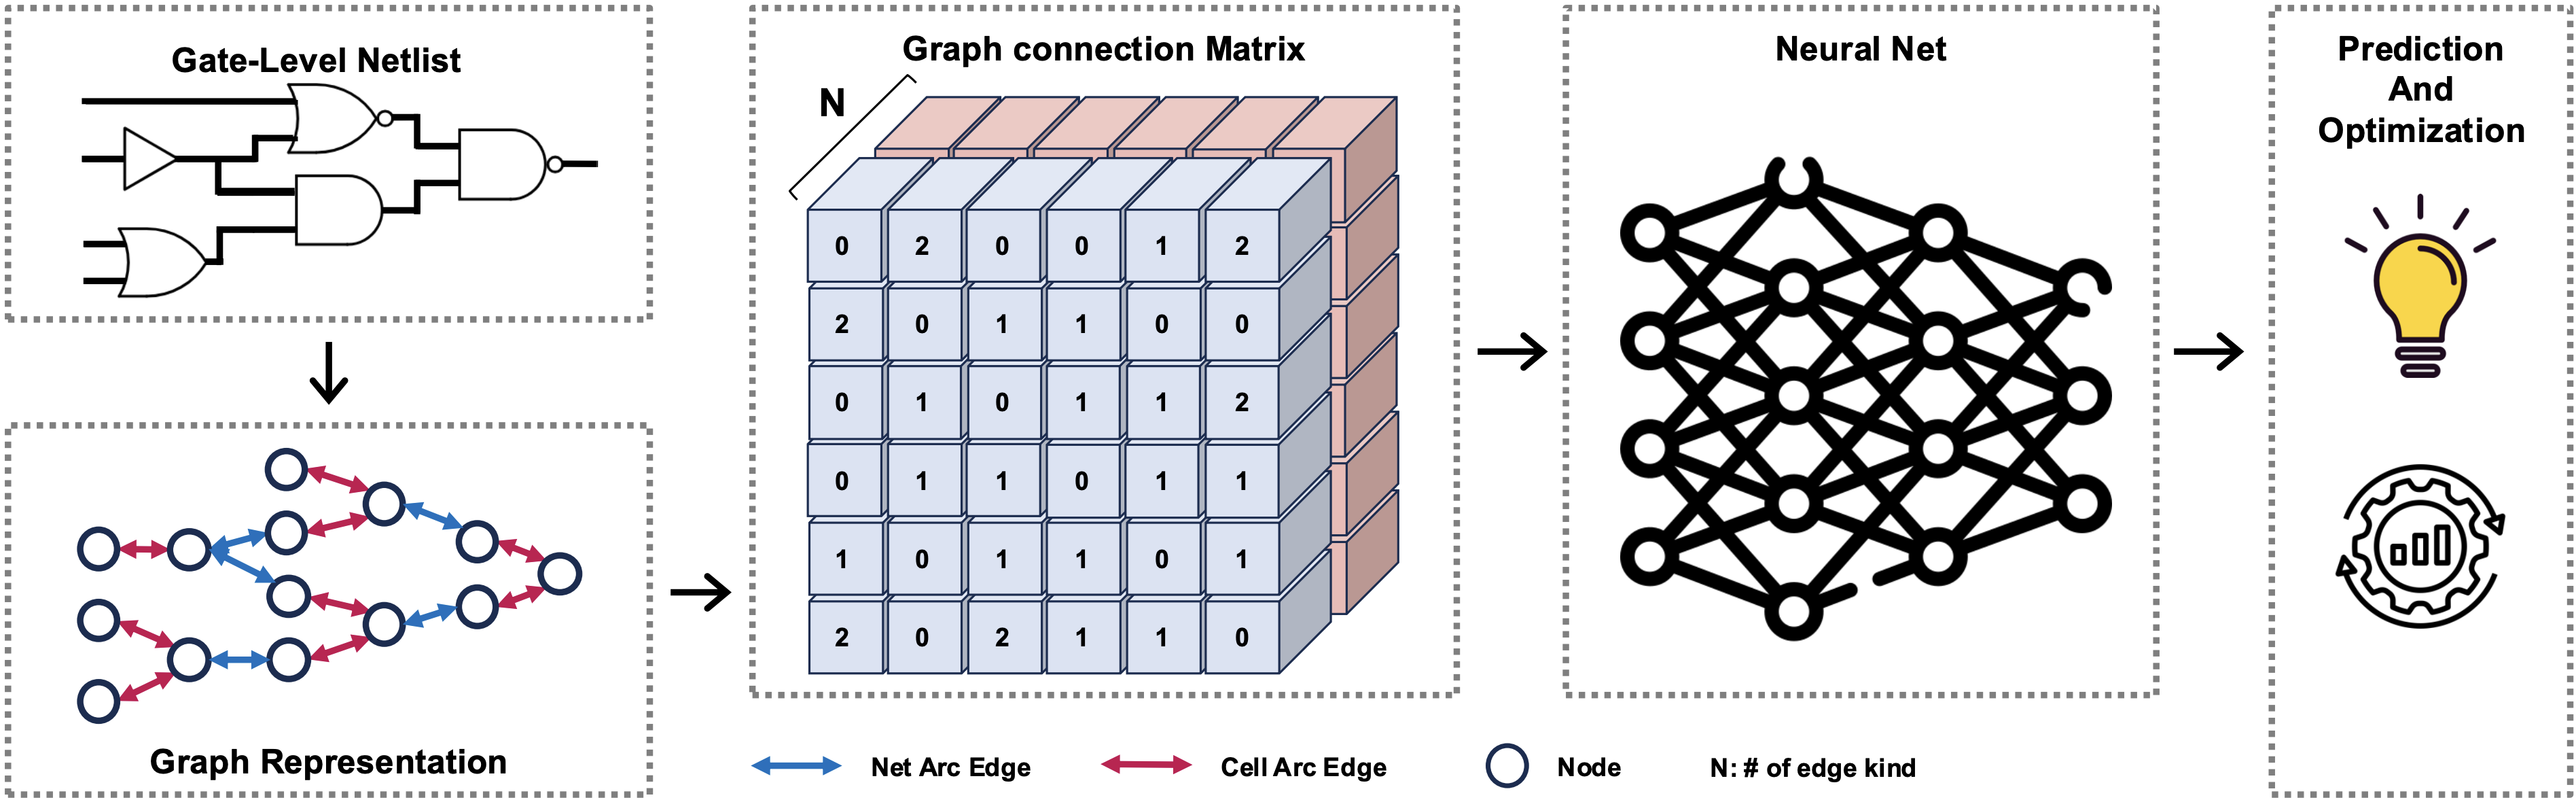 Gate-Level Netlist
Graph Representation
Graph connection Matrix
N
0 2 0 0 1 2
2 0 1 1 0 0
0 1 0 1 1 2
0 1 1 0 1 1
1 0 1 1 0 1
2 0 2 1 1 0
Neural Net
Prediction
And
Optimization
Net Arc Edge
Cell Arc Edge
Node
N: # of edge kind